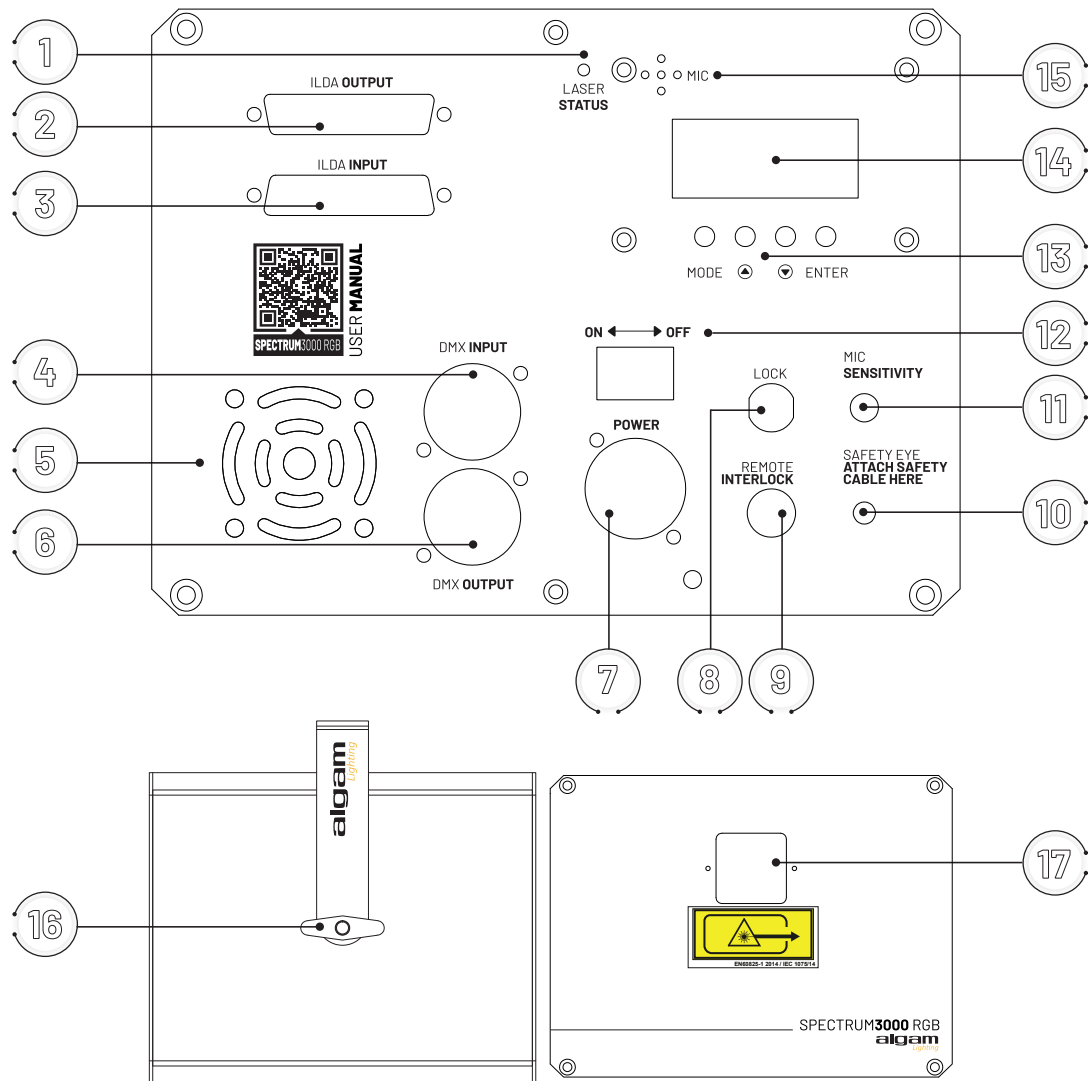 1
LASER
STATUS
MIC
15
ILDA OUTPUT
2
14
ILDA INPUT
3
USER MANUAL
SPECTRUM3000 RGB
MODE
ENTER
13
ON
OFF
12
4
DMX INPUT
LOCK
MIC
SENSITIVITY
11
POWER
5
REMOTE
INTERLOCK
SAFETY EYE
ATTACH SAFETY
CABLE HERE
10
6
DMX OUTPUT
7
8
9
algam
Lighting
16
17
EN60825-1 2014 / IEC 1075/14
SPECTRUM3000 RGB
algam
Lighting